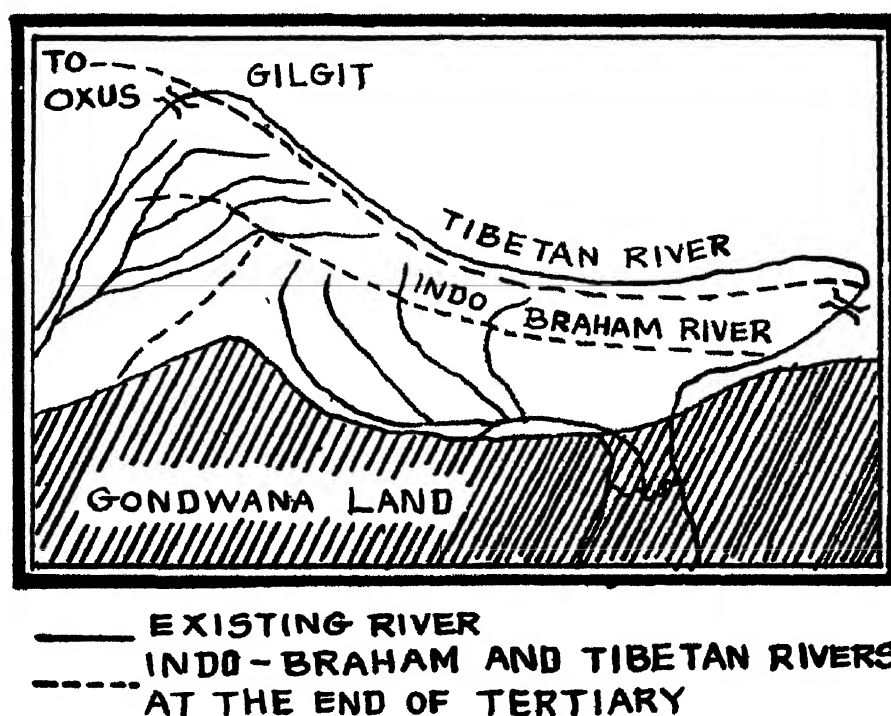 TO
OXUS
GILGIT
TIBETAN RIVER
INDO
BRAHAM RIVER
GONDWANA LAND
EXISTING RIVER
INDO-BRAHAM AND TIBETAN RIVERS
AT THE END OF TERTIARY